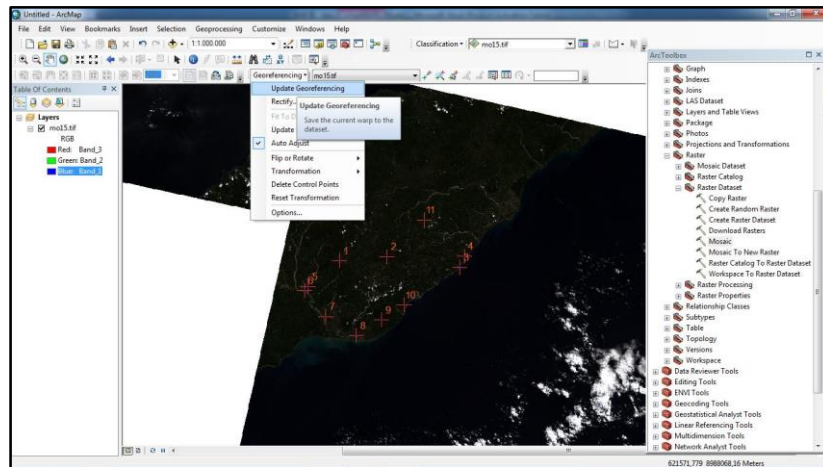 Untitled - ArcMap
File Edit View Bookmarks Insert Selection Geoprocessing Customize Windows Help
1:1.000.000
Classification
mo15.tif
Georeferencing
mo15.tif
Update Georeferencing
Rectify...
Update
Auto Adjust
Flip or Rotate
Transformation
Delete Control Points
Reset Transformation
Options...
Update Georeferencing
Save the current warp to the
dataset.
Table Of Contents
Layers
mo15.tif
RGB
Red: Band_3
Green: Band_2
Blue: Band_1
11
1
2
4
3
5
6
7
8
9
10
ArcToolbox
Graph
Indexes
Joins
LAS Dataset
Layers and Table Views
Package
Photos
Projections and Transformations
Raster
Mosaic Dataset
Raster Catalog
Raster Dataset
Copy Raster
Create Random Raster
Create Raster Dataset
Download Rasters
Mosaic
Mosaic To New Raster
Raster Catalog To Raster Dataset
Workspace To Raster Dataset
Raster Processing
Raster Properties
Relationship Classes
Subtypes
Table
Topology
Versions
Workspace
Data Reviewer Tools
Editing Tools
ENVI Tools
Geocoding Tools
Geostatistical Analyst Tools
Linear Referencing Tools
Multidimension Tools
Network Analyst Tools
621571,779 8988068,16 Meters